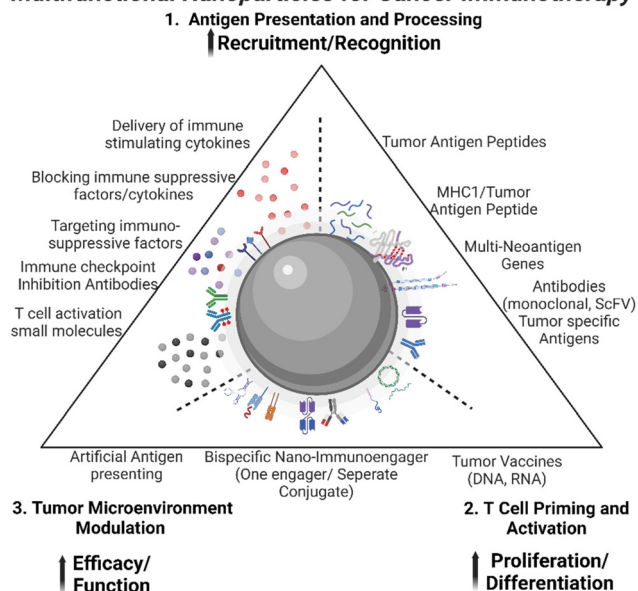 Multifunctional Nanoparticles for Cancer Immunotherapy
1. Antigen Presentation and Processing
Recruitment/Recognition
Delivery of immune
stimulating cytokines
Blocking immune suppressive
factors/cytokines
Targeting immuno-
suppressive factors
Immune checkpoint
Inhibition Antibodies
T cell activation
small molecules
Tumor Antigen Peptides
MHC1/Tumor
Antigen Peptide
Multi-Neoantigen
Genes
Antibodies
(monoclonal, ScFV)
Tumor specific
Antigens
Artificial Antigen
presenting
Bispecific Nano-Immunoengager
(One engager/ Seperate
Conjugate)
Tumor Vaccines
(DNA, RNA)
3. Tumor Microenvironment
Modulation
Efficacy/
Function
2. T Cell Priming and
Activation
Proliferation/
Differentiation